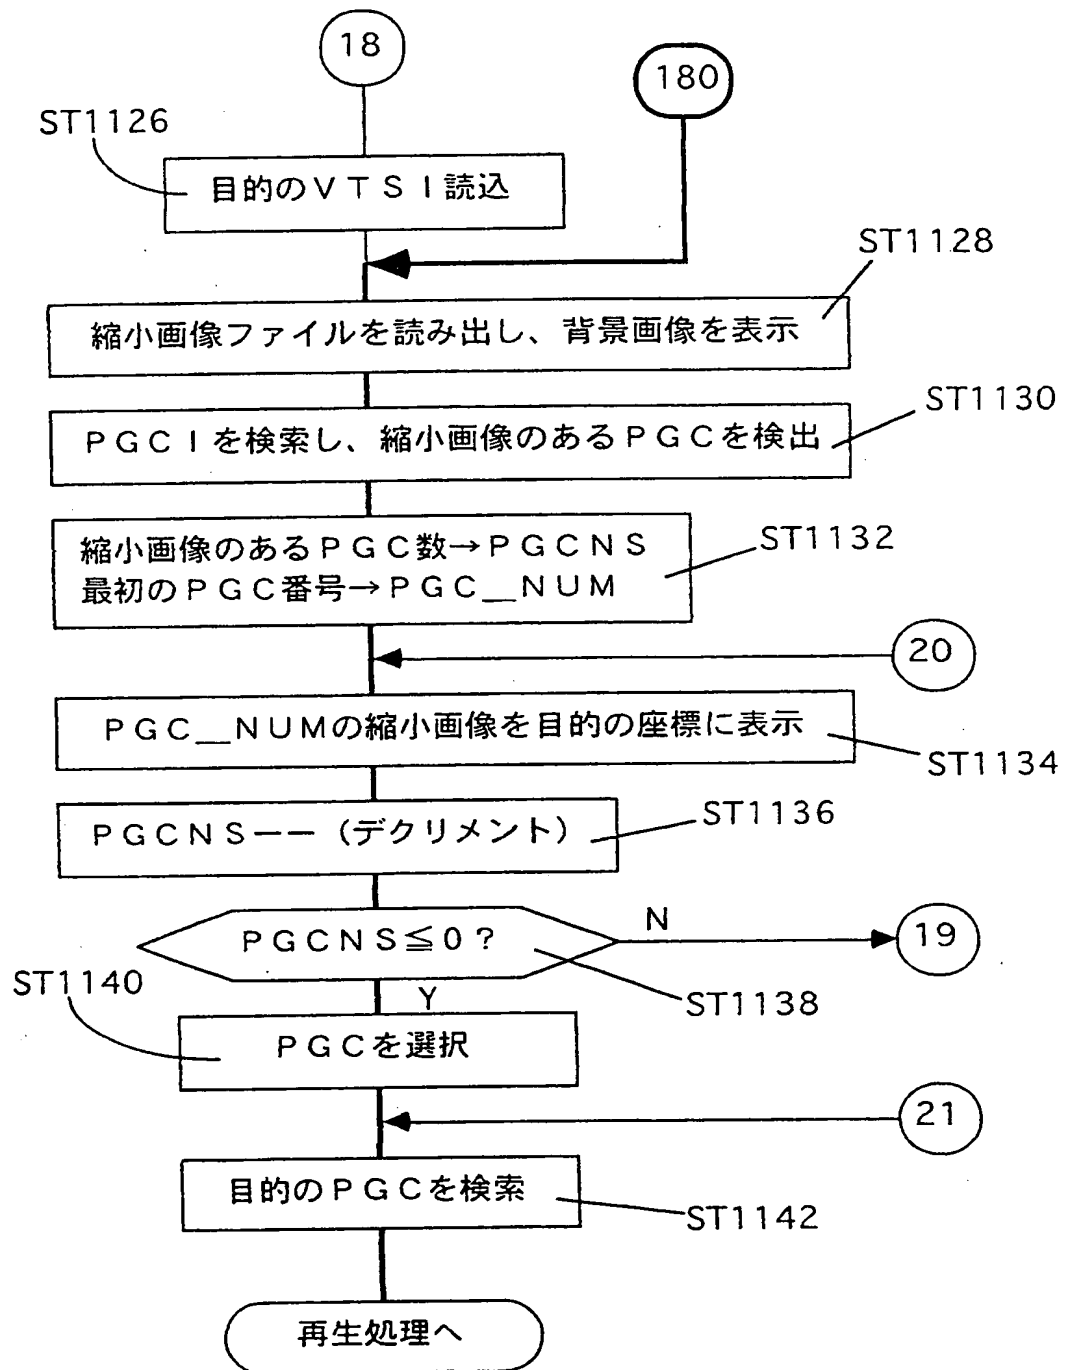 18
180
ST1126
目的のVTSI読込
ST1128
縮小画像ファイルを読み出し、背景画像を表示
ST1130
PGCIを検索し、縮小画像のあるPGCを検出
縮小画像のあるPGC数→PGCNS
最初のPGC番号→PGC__NUM
ST1132
20
PGC__NUMの縮小画像を目的の座標に表示
ST1134
PGCNS−−（デクリメント）
ST1136
PGCNS≦0？
N
19
ST1138
ST1140
Y
PGCを選択
21
目的のPGCを検索
ST1142
再生処理へ